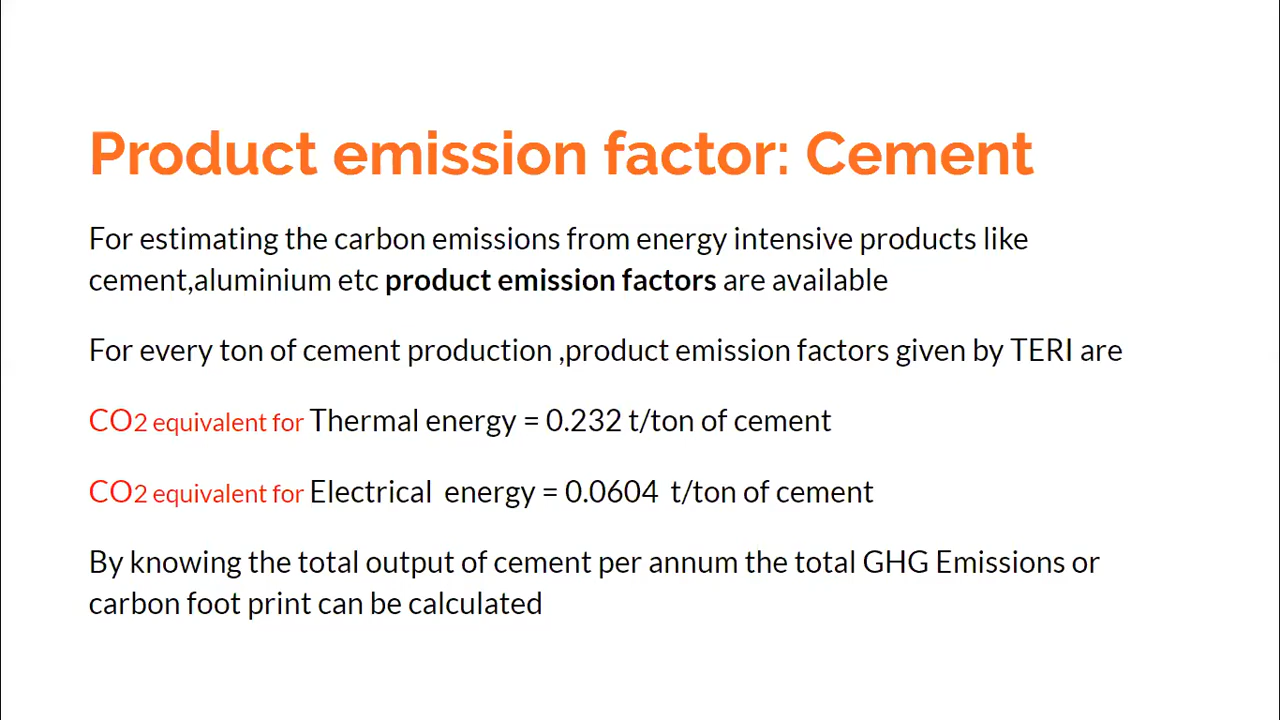 Product emission factor: Cement
For estimating the carbon emissions from energy intensive products like
cement,aluminium etc product emission factors are available
For every ton of cement production ,product emission factors given by TERI are
CO2 equivalent for Thermal energy = 0.232 t/ton of cement
CO2 equivalent for Electrical  energy = 0.0604  t/ton of cement
By knowing the total output of cement per annum the total GHG Emissions or
carbon foot print can be calculated